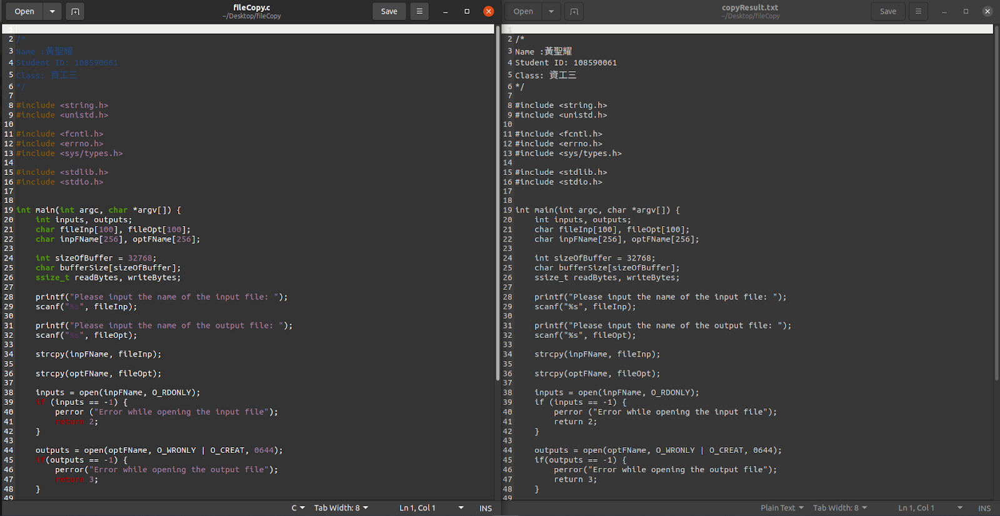 Open
fileCopy.c
~/Desktop/fileCopy
Save
1
2 /*
3 Name :黃聖耀
4 Student ID: 108590061
5 Class: 資工三
6 */
7
8 #include <string.h>
9 #include <unistd.h>
10
11 #include <fcntl.h>
12 #include <errno.h>
13 #include <sys/types.h>
14
15 #include <stdlib.h>
16 #include <stdio.h>
17
18
19 int main(int argc, char *argv[]) {
20     int inputs, outputs;
21     char fileInp[100], fileOpt[100];
22     char inpFName[256], optFName[256];
23
24     int sizeOfBuffer = 32768;
25     char bufferSize[sizeOfBuffer];
26     ssize_t readBytes, writeBytes;
27
28     printf("Please input the name of the input file: ");
29     scanf("%s", fileInp);
30
31     printf("Please input the name of the output file: ");
32     scanf("%s", fileOpt);
33
34     strcpy(inpFName, fileInp);
35
36     strcpy(optFName, fileOpt);
37
38     inputs = open(inpFName, O_RDONLY);
39     if (inputs == -1) {
40         perror ("Error while opening the input file");
41         return 2;
42     }
43
44     outputs = open(optFName, O_WRONLY | O_CREAT, 0644);
45     if(outputs == -1) {
46         perror("Error while opening the output file");
47         return 3;
48     }
49
C Tab Width: 8 Ln 1, Col 1 INS
Open
copyResult.txt
~/Desktop/fileCopy
Save
1
2 /*
3 Name :黃聖耀
4 Student ID: 108590061
5 Class: 資工三
6 */
7
8 #include <string.h>
9 #include <unistd.h>
10
11 #include <fcntl.h>
12 #include <errno.h>
13 #include <sys/types.h>
14
15 #include <stdlib.h>
16 #include <stdio.h>
17
18
19 int main(int argc, char *argv[]) {
20     int inputs, outputs;
21     char fileInp[100], fileOpt[100];
22     char inpFName[256], optFName[256];
23
24     int sizeOfBuffer = 32768;
25     char bufferSize[sizeOfBuffer];
26     ssize_t readBytes, writeBytes;
27
28     printf("Please input the name of the input file: ");
29     scanf("%s", fileInp);
30
31     printf("Please input the name of the output file: ");
32     scanf("%s", fileOpt);
33
34     strcpy(inpFName, fileInp);
35
36     strcpy(optFName, fileOpt);
37
38     inputs = open(inpFName, O_RDONLY);
39     if (inputs == -1) {
40         perror ("Error while opening the input file");
41         return 2;
42     }
43
44     outputs = open(optFName, O_WRONLY | O_CREAT, 0644);
45     if(outputs == -1) {
46         perror("Error while opening the output file");
47         return 3;
48     }
49
Plain Text Tab Width: 8 Ln 1, Col 1 INS